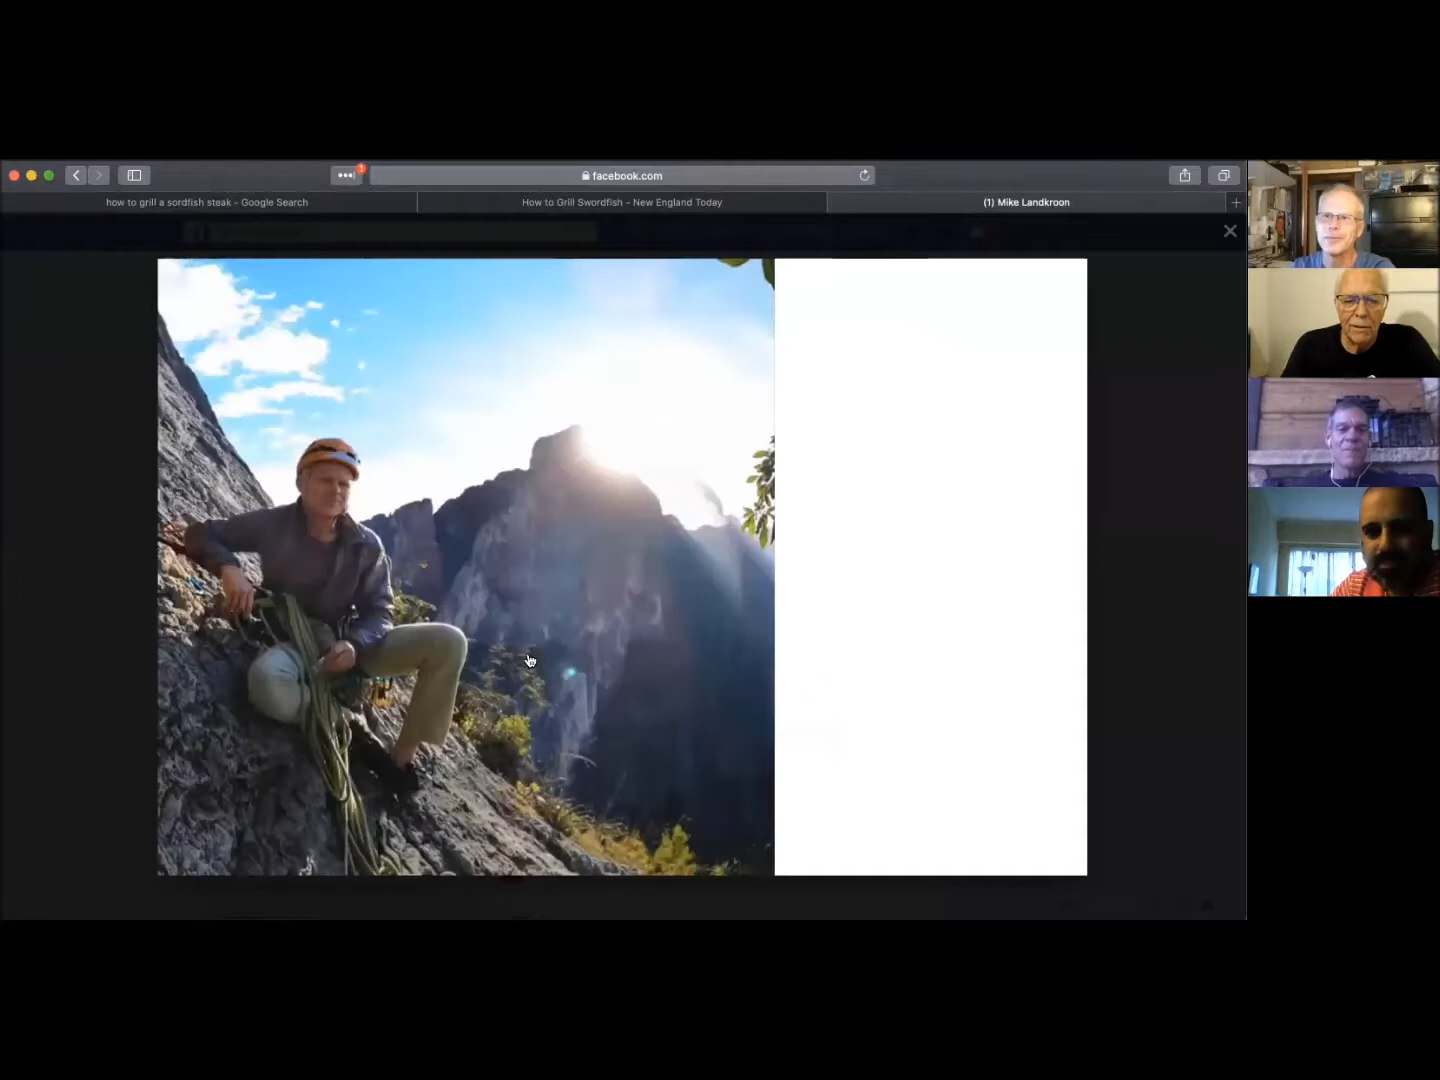 1
facebook.com
how to grill a sordfish steak - Google Search
How to Grill Swordfish - New England Today
(1) Mike Landkroon